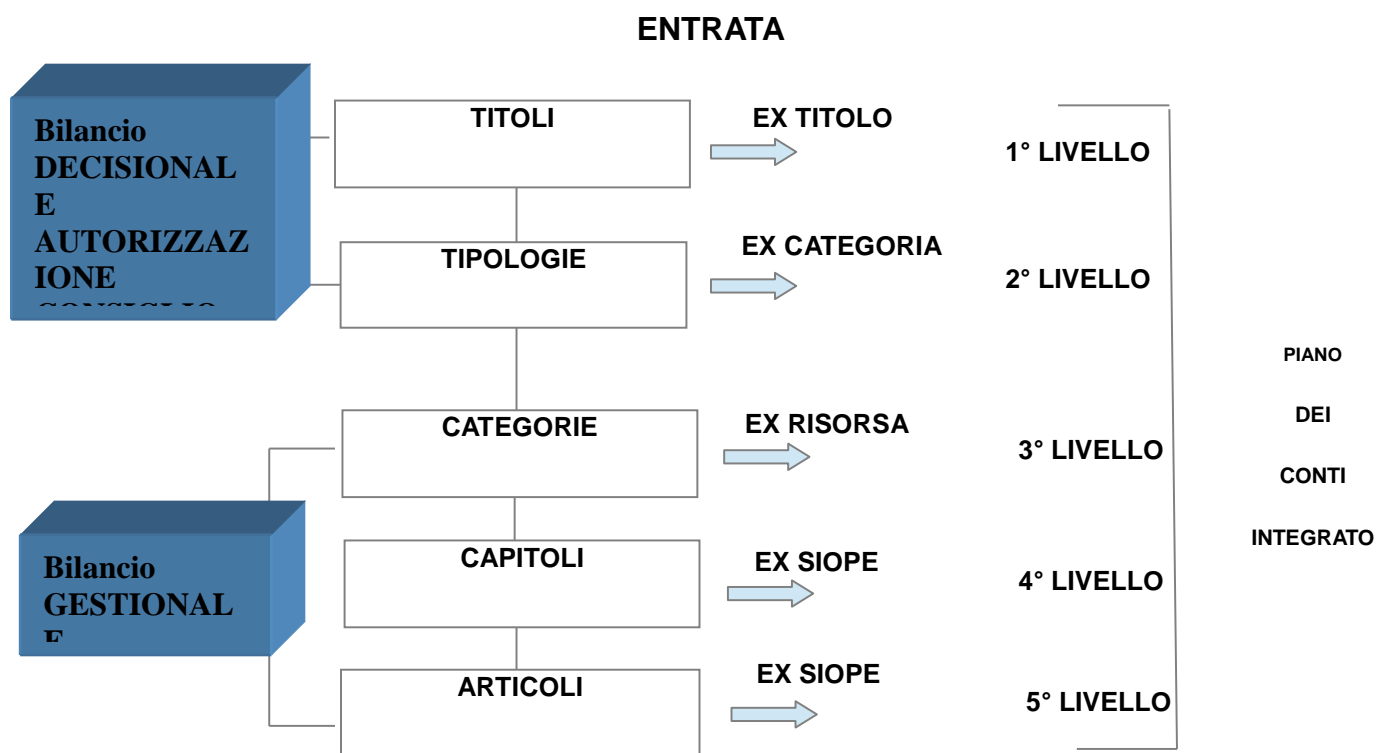 ENTRATA
Bilancio
DECISIONAL
E
AUTORIZZAZ
IONE
TITOLI
EX TITOLO
1° LIVELLO
TIPOLOGIE
EX CATEGORIA
2° LIVELLO
CATEGORIE
EX RISORSA
3° LIVELLO
Bilancio
GESTIONAL
E
CAPITOLI
EX SIOPE
4° LIVELLO
ARTICOLI
EX SIOPE
5° LIVELLO
PIANO
DEI
CONTI
INTEGRATO